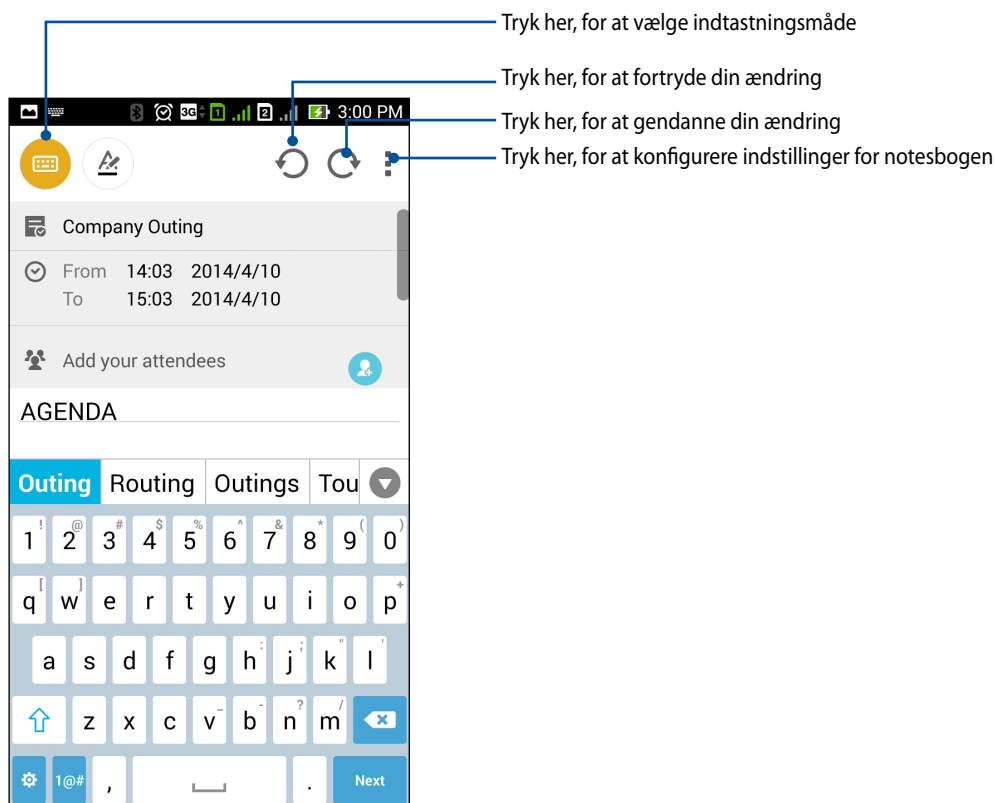 Tryk her, for at vælge indtastningsmåde
Tryk her, for at fortryde din ændring
Tryk her, for at gendanne din ændring
Tryk her, for at konfigurere indstillinger for notesbogen
3G 1 2 3:00 PM
Company Outing
From 14:03 2014/4/10
To 15:03 2014/4/10
Add your attendees
AGENDA
Outing Routing Outings Tou
! @ # $ % ^ & * ( )
1 2 3 4 5 6 7 8 9 0
[ ] +
q w e r t y u i o p
: ; " '
a s d f g h j k l
_ - ? /
z x c v b n m
1@# , . Next